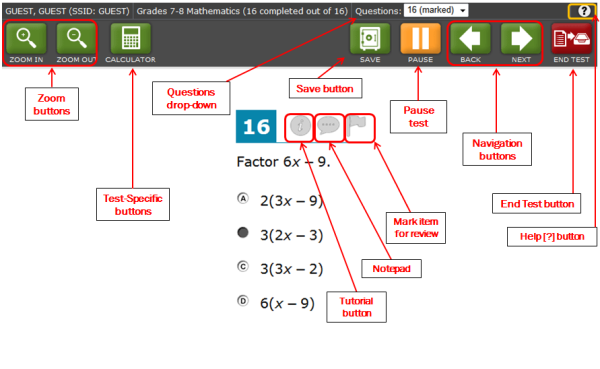 GUEST, GUEST (SSID: GUEST) Grades 7-8 Mathematics (16 completed out of 16) Questions: 16 (marked) ?
ZOOM IN ZOOM OUT CALCULATOR SAVE PAUSE BACK NEXT END TEST
Zoom
buttons
Questions
drop-down
Save button
Pause
test
Navigation
buttons
16
Factor 6x – 9.
Test-Specific
buttons
A 2(3x – 9)
3(2x – 3)
C 3(3x – 2)
D 6(x – 9)
Mark item
for review
End Test button
Help [?] button
Notepad
Tutorial
button